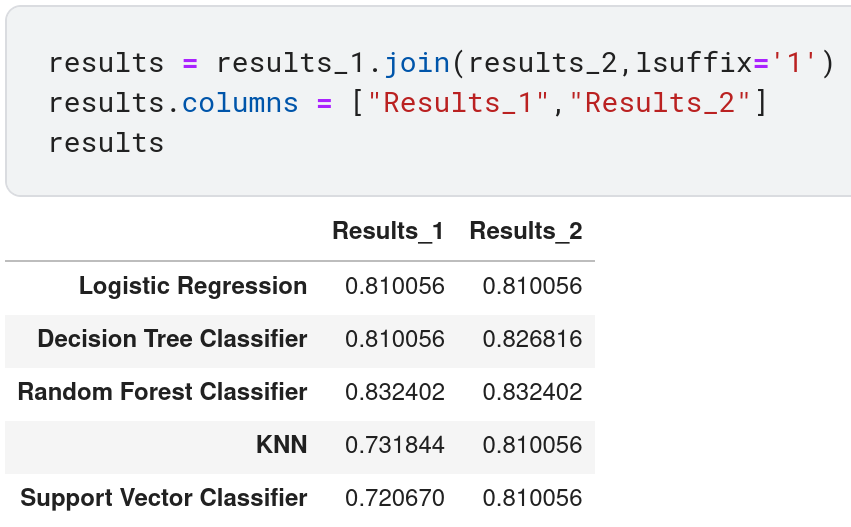 results = results_1.join(results_2,lsuffix='1')
results.columns = ["Results_1","Results_2"]
results
Results_1 Results_2
Logistic Regression 0.810056 0.810056
Decision Tree Classifier 0.810056 0.826816
Random Forest Classifier 0.832402 0.832402
KNN 0.731844 0.810056
Support Vector Classifier 0.720670 0.810056